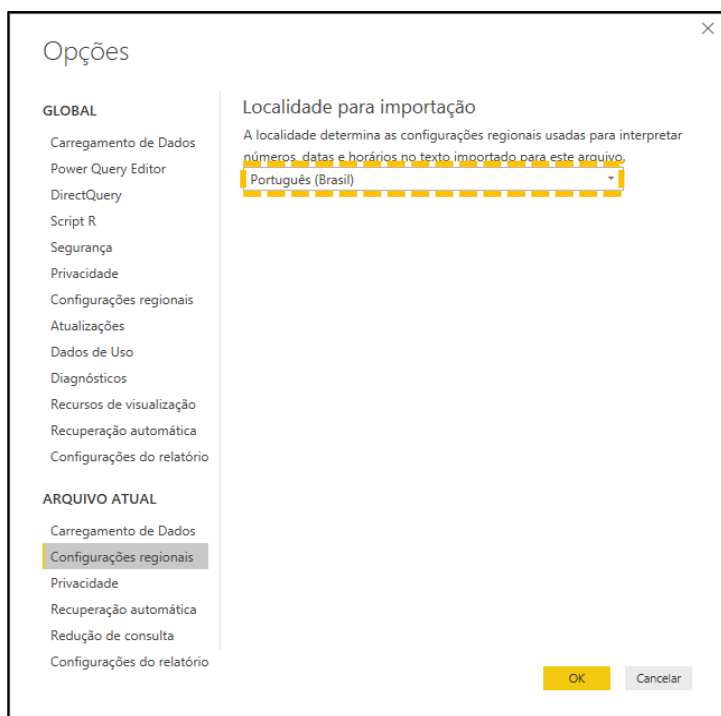 Opções
GLOBAL
Carregamento de Dados
Power Query Editor
DirectQuery
Script R
Segurança
Privacidade
Configurações regionais
Atualizações
Dados de Uso
Diagnósticos
Recursos de visualização
Recuperação automática
Configurações do relatório
ARQUIVO ATUAL
Carregamento de Dados
Configurações regionais
Privacidade
Recuperação automática
Redução de consulta
Configurações do relatório
Localidade para importação
A localidade determina as configurações regionais usadas para interpretar
números, datas e horários no texto importado para este arquivo.
Português (Brasil)
OK
Cancelar